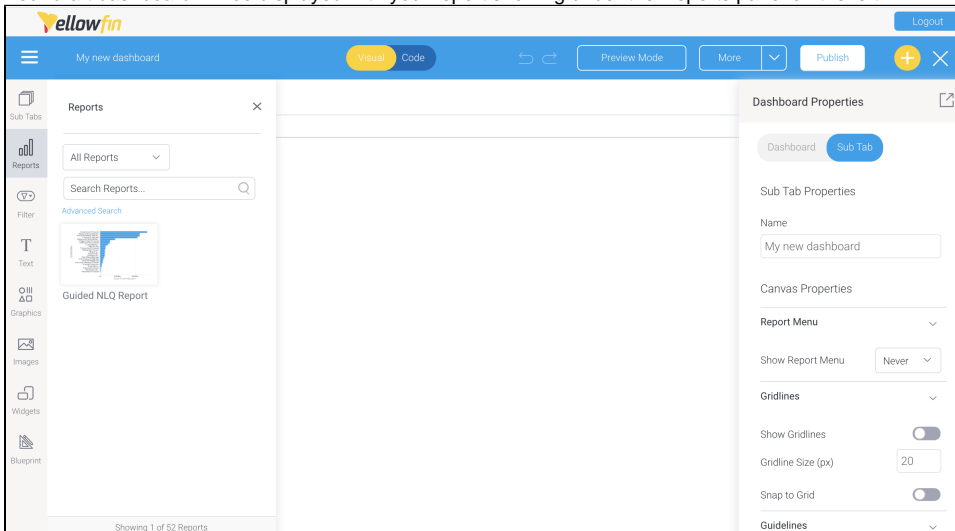 Yellowfin
Logout
My new dashboard
Visual
Code
Preview Mode
More
Publish
Sub Tabs
Reports
Filter
Text
Graphics
Images
Widgets
Blueprint
Reports
All Reports
Search Reports...
Advanced Search
Guided NLQ Report
Showing 1 of 52 Reports
Dashboard Properties
Dashboard
Sub Tab
Sub Tab Properties
Name
My new dashboard
Canvas Properties
Report Menu
Show Report Menu
Never
Gridlines
Show Gridlines
Gridline Size (px)
20
Snap to Grid
Guidelines